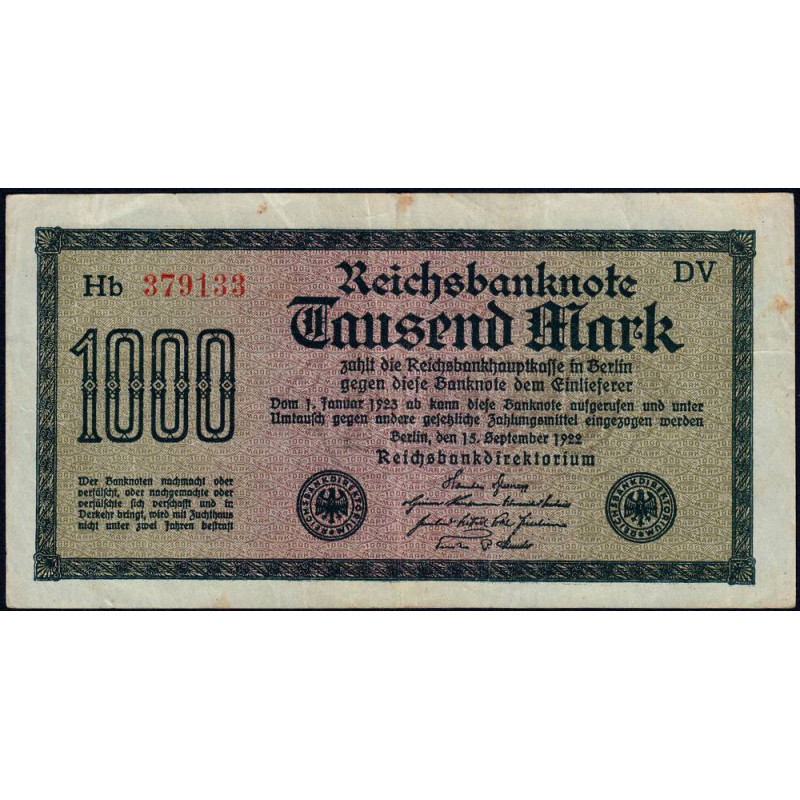 Hb 379133
DV
Reichsbanknote
Tausend Mark
1000
zahlt die Reichsbankhauptkasse in Berlin
gegen diese Banknote dem Einlieferer
Vom 1. Januar 1923 ab kann diese Banknote aufgerufen und unter
Umtausch gegen andere gesetzliche Zahlungsmittel eingezogen werden
Berlin, den 15. September 1922
Reichsbankdirektorium
Wer Banknoten nachmacht oder
verfälscht, oder nachgemachte oder
verfälschte sich verschafft und in
Verkehr bringt, wird mit Zuchthaus
nicht unter zwei Jahren bestraft
REICHSBANKDIREKTORIUM
REICHSBANKDIREKTORIUM